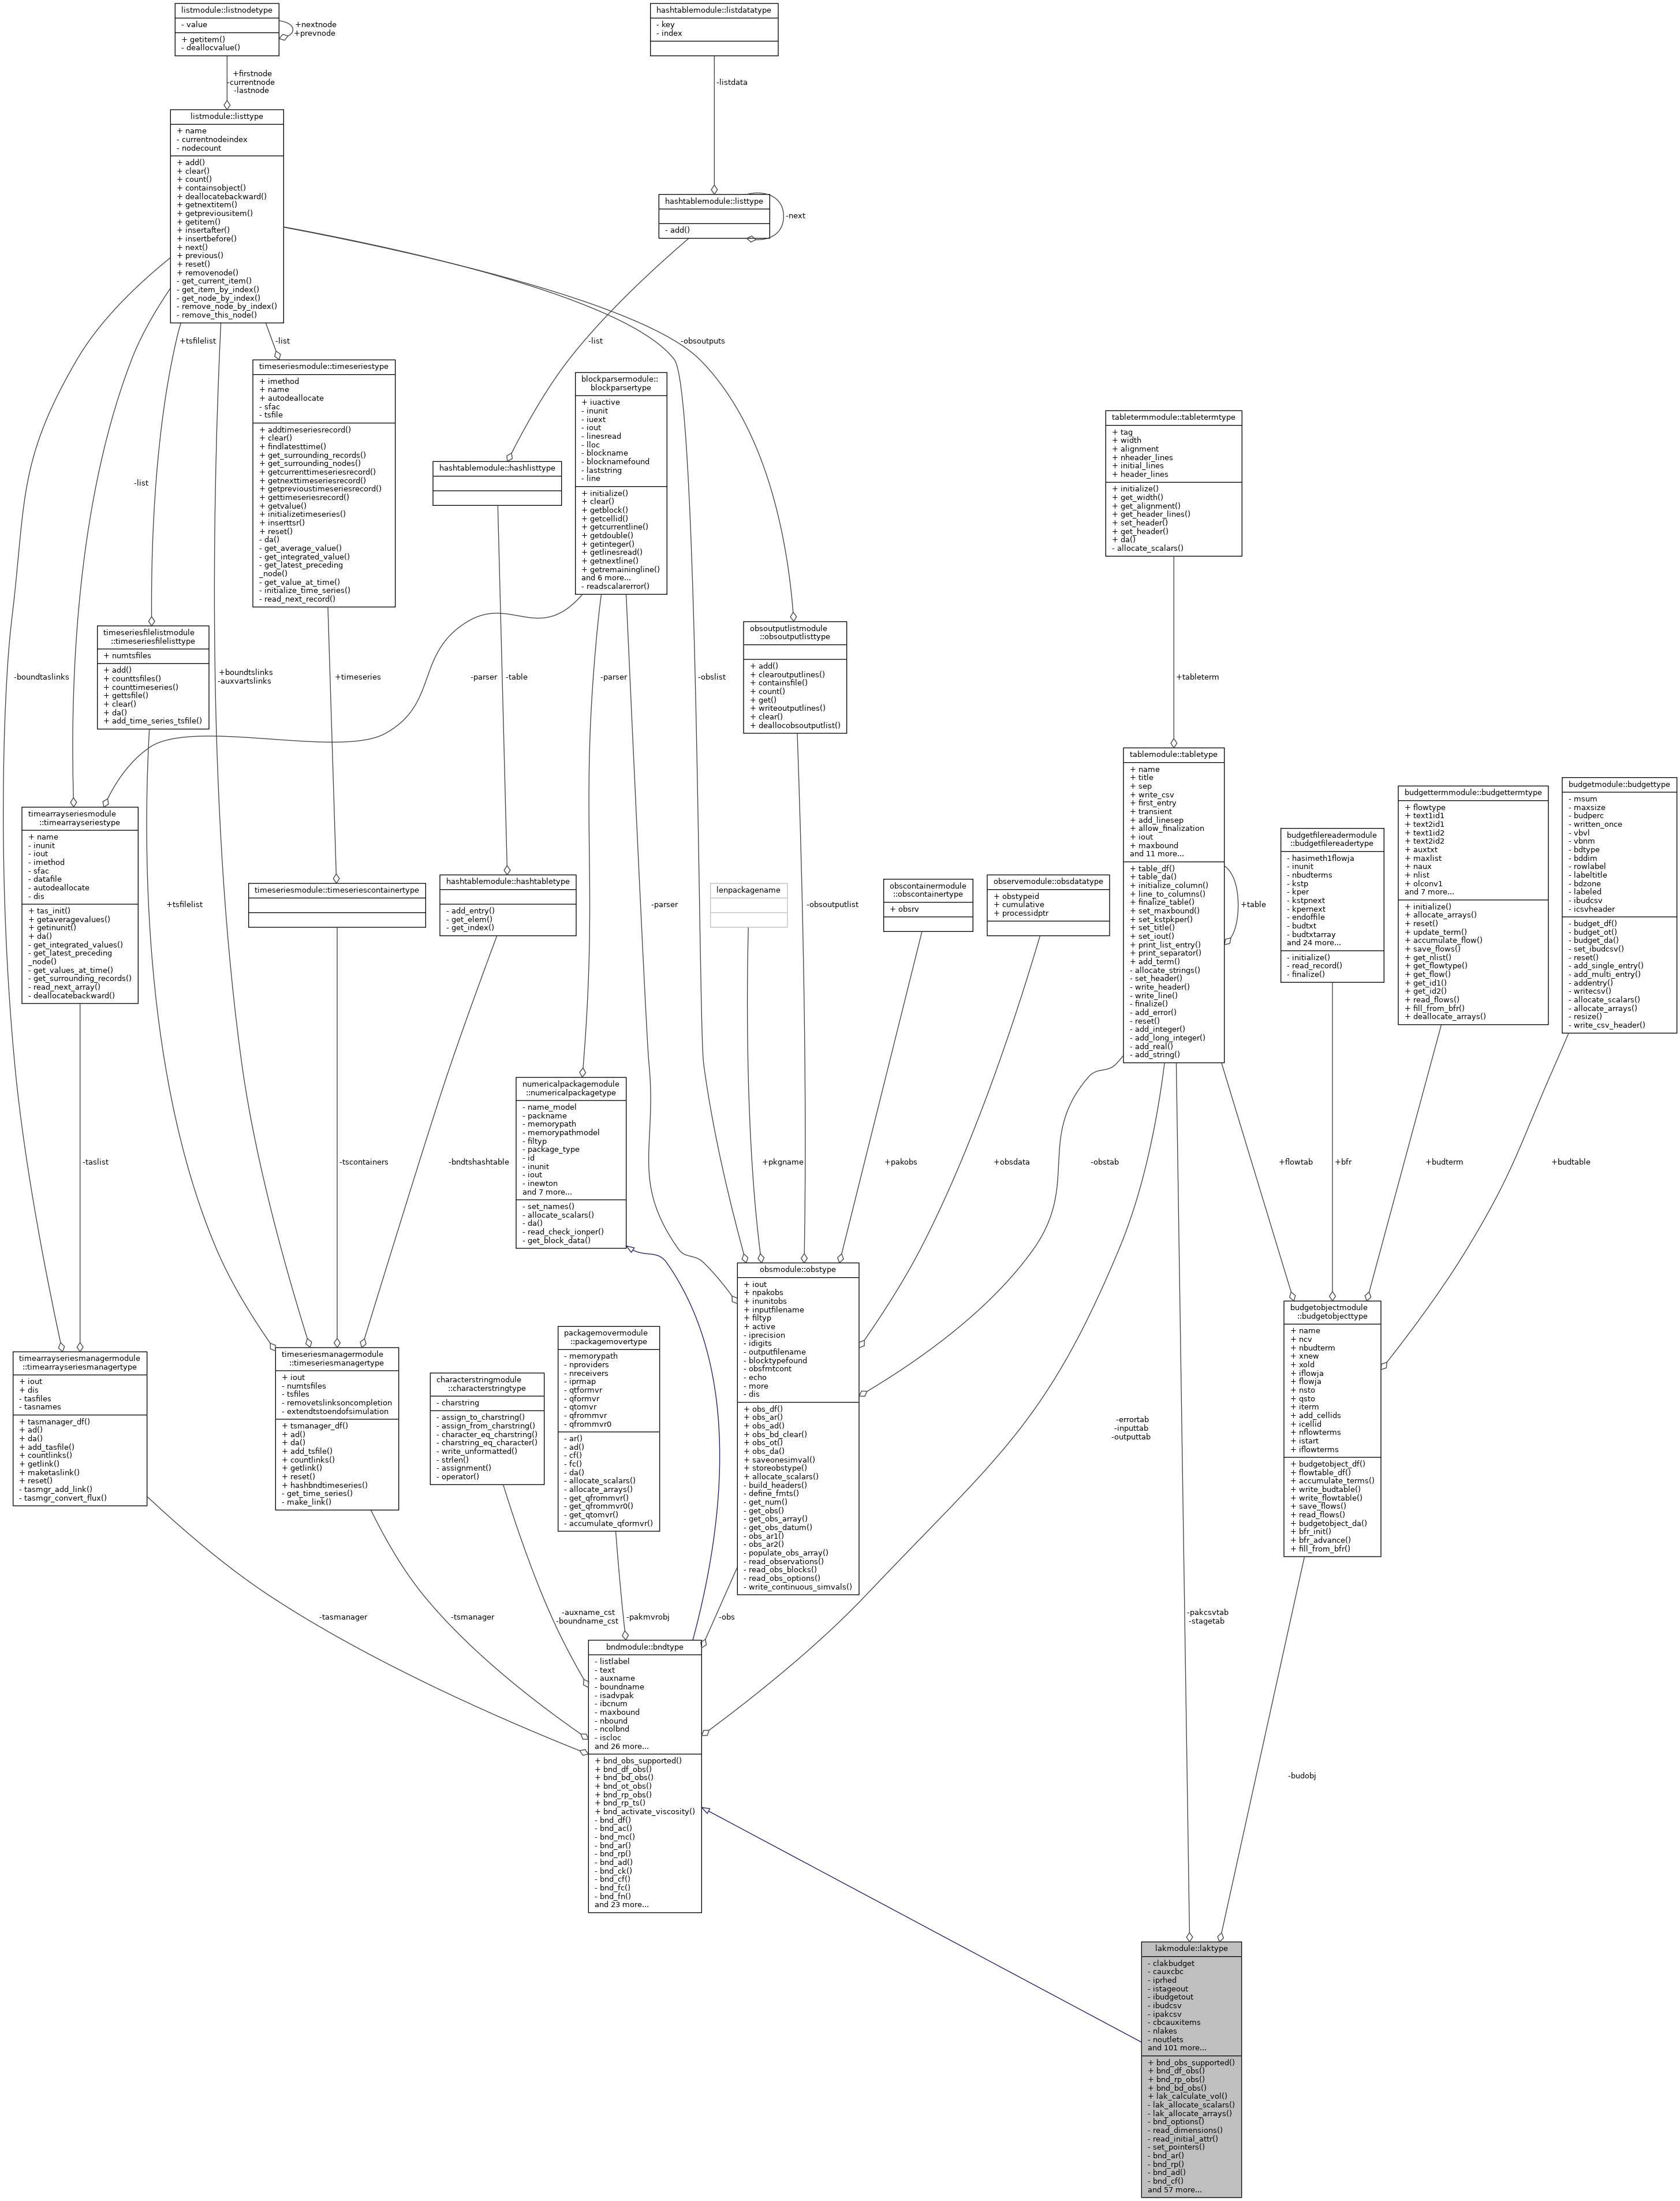 listmodule::listnodetype
- value
+ getitem()
- deallocvalue()
+nextnode
+prevnode
hashtablemodule::listdatatype
- key
- index
+firstnode
-currentnode
-lastnode
-listdata
listmodule::listtype
+ name
- currentnodeindex
- nodecount
+ add()
+ clear()
+ count()
+ containsobject()
+ deallocatebackward()
+ getnextitem()
+ getpreviousitem()
+ getitem()
+ insertafter()
+ insertbefore()
+ next()
+ previous()
+ reset()
+ removenode()
- get_current_item()
- get_item_by_index()
- get_node_by_index()
- remove_node_by_index()
- remove_this_node()
hashtablemodule::listtype
- add()
-next
+tsfilelist
-list
-list
-obsoutputs
timeseriesmodule::timeseriestype
+ imethod
+ name
+ autodeallocate
- sfac
- tsfile
+ addtimeseriesrecord()
+ clear()
+ findlatesttime()
+ get_surrounding_records()
+ get_surrounding_nodes()
+ getcurrenttimeseriesrecord()
+ getnexttimeseriesrecord()
+ getprevioustimeseriesrecord()
+ gettimeseriesrecord()
+ getvalue()
+ initializetimeseries()
+ inserttsr()
+ reset()
- da()
- get_average_value()
- get_integrated_value()
- get_latest_preceding
_node()
- get_value_at_time()
- initialize_time_series()
- read_next_record()
blockparsermodule::
blockparsertype
+ iuactive
- inunit
- iuext
- iout
- linesread
- lloc
- blockname
- blocknamefound
- laststring
- line
+ initialize()
+ clear()
+ getblock()
+ getcellid()
+ getcurrentline()
+ getdouble()
+ getinteger()
+ getlinesread()
+ getnextline()
+ getremainingline()
and 6 more...
- readscalarerror()
hashtablemodule::hashlisttype
-list
tabletermmodule::tabletermtype
+ tag
+ width
+ alignment
+ nheader_lines
+ initial_lines
+ header_lines
+ initialize()
+ get_width()
+ get_alignment()
+ get_header_lines()
+ set_header()
+ get_header()
+ da()
- allocate_scalars()
timeseriesfilelistmodule
::timeseriesfilelisttype
+ numtsfiles
+ add()
+ counttsfiles()
+ counttimeseries()
+ gettsfile()
+ clear()
+ da()
+ add_time_series_tsfile()
obsoutputlistmodule
::obsoutputlisttype
+ add()
+ clearoutputlines()
+ containsfile()
+ count()
+ get()
+ writeoutputlines()
+ clear()
+ deallocobsoutputlist()
-boundtaslinks
+boundtslinks
-auxvartslinks
+timeseries
-parser
-table
-parser
-obslist
+tableterm
timearrayseriesmodule
::timearrayseriestype
+ name
- inunit
- iout
- imethod
- sfac
- datafile
- autodeallocate
- dis
+ tas_init()
+ getaveragevalues()
+ getinunit()
+ da()
- get_integrated_values()
- get_latest_preceding
_node()
- get_values_at_time()
- get_surrounding_records()
- read_next_array()
- deallocatebackward()
+tsfilelist
timeseriesmodule::timeseriescontainertype
hashtablemodule::hashtabletype
- add_entry()
- get_elem()
- get_index()
-parser
lenpackagename
-obsoutputlist
obscontainermodule
::obscontainertype
+ obsrv
observemodule::obsdatatype
+ obstypeid
+ cumulative
+ processidptr
tablemodule::tabletype
+ name
+ title
+ sep
+ write_csv
+ first_entry
+ transient
+ add_linesep
+ allow_finalization
+ iout
+ maxbound
and 11 more...
+ table_df()
+ table_da()
+ initialize_column()
+ line_to_columns()
+ finalize_table()
+ set_maxbound()
+ set_kstpkper()
+ set_title()
+ set_iout()
+ print_list_entry()
+ print_separator()
+ add_term()
- allocate_strings()
- set_header()
- write_header()
- write_line()
- finalize()
- add_error()
- reset()
- add_integer()
- add_long_integer()
- add_real()
- add_string()
+table
budgetfilereadermodule
::budgetfilereadertype
- hasimeth1flowja
- inunit
- nbudterms
- kstp
- kper
- kstpnext
- kpernext
- endoffile
- budtxt
- budtxtarray
and 24 more...
- initialize()
- read_record()
- finalize()
budgettermmodule::budgettermtype
+ flowtype
+ text1id1
+ text2id1
+ text1id2
+ text2id2
+ auxtxt
+ maxlist
+ naux
+ nlist
+ olconv1
and 7 more...
+ initialize()
+ allocate_arrays()
+ reset()
+ update_term()
+ accumulate_flow()
+ save_flows()
+ get_nlist()
+ get_flowtype()
+ get_flow()
+ get_id1()
+ get_id2()
+ read_flows()
+ fill_from_bfr()
+ deallocate_arrays()
budgetmodule::budgettype
- msum
- maxsize
- budperc
- written_once
- vbvl
- vbnm
- bdtype
- bddim
- rowlabel
- labeltitle
- bdzone
- labeled
- ibudcsv
- icsvheader
- budget_df()
- budget_ot()
- budget_da()
- set_ibudcsv()
- reset()
- add_single_entry()
- add_multi_entry()
- addentry()
- writecsv()
- allocate_scalars()
- allocate_arrays()
- resize()
- write_csv_header()
numericalpackagemodule
::numericalpackagetype
- name_model
- packname
- memorypath
- memorypathmodel
- filtyp
- package_type
- id
- inunit
- iout
- inewton
and 7 more...
- set_names()
- allocate_scalars()
- da()
- read_check_ionper()
- get_block_data()
-list
-taslist
-tscontainers
-bndtshashtable
+pkgname
+pakobs
+obsdata
-obstab
+flowtab
+bfr
+budterm
+budtable
obsmodule::obstype
+ iout
+ npakobs
+ inunitobs
+ inputfilename
+ filtyp
+ active
- iprecision
- idigits
- outputfilename
- blocktypefound
- obsfmtcont
- echo
- more
- dis
+ obs_df()
+ obs_ar()
+ obs_ad()
+ obs_bd_clear()
+ obs_ot()
+ obs_da()
+ saveonesimval()
+ storeobstype()
+ allocate_scalars()
- build_headers()
- define_fmts()
- get_num()
- get_obs()
- get_obs_array()
- get_obs_datum()
- obs_ar1()
- obs_ar2()
- populate_obs_array()
- read_observations()
- read_obs_blocks()
- read_obs_options()
- write_continuous_simvals()
budgetobjectmodule
::budgetobjecttype
+ name
+ ncv
+ nbudterm
+ xnew
+ xold
+ iflowja
+ flowja
+ nsto
+ qsto
+ iterm
+ add_cellids
+ icellid
+ nflowterms
+ istart
+ iflowterms
+ budgetobject_df()
+ flowtable_df()
+ accumulate_terms()
+ write_budtable()
+ write_flowtable()
+ save_flows()
+ read_flows()
+ budgetobject_da()
+ bfr_init()
+ bfr_advance()
+ fill_from_bfr()
timearrayseriesmanagermodule
::timearrayseriesmanagertype
+ iout
+ dis
- tasfiles
- tasnames
+ tasmanager_df()
+ ad()
+ da()
+ add_tasfile()
+ countlinks()
+ getlink()
+ maketaslink()
+ reset()
- tasmgr_add_link()
- tasmgr_convert_flux()
timeseriesmanagermodule
::timeseriesmanagertype
+ iout
- numtsfiles
- tsfiles
- removetslinksoncompletion
- extendtstoendofsimulation
+ tsmanager_df()
+ ad()
+ da()
+ add_tsfile()
+ countlinks()
+ getlink()
+ reset()
+ hashbndtimeseries()
- get_time_series()
- make_link()
characterstringmodule
::characterstringtype
- charstring
- assign_to_charstring()
- assign_from_charstring()
- character_eq_charstring()
- charstring_eq_character()
- write_unformatted()
- strlen()
- assignment()
- operator()
packagemovermodule
::packagemovertype
- memorypath
- nproviders
- nreceivers
- iprmap
- qtformvr
- qformvr
- qtomvr
- qfrommvr
- qfrommvr0
- ar()
- ad()
- cf()
- fc()
- da()
- allocate_scalars()
- allocate_arrays()
- get_qfrommvr()
- get_qfrommvr0()
- get_qtomvr()
- accumulate_qformvr()
-errortab
-inputtab
-outputtab
-tasmanager
-tsmanager
-auxname_cst
-boundname_cst
-pakmvrobj
-obs
-pakcsvtab
-stagetab
bndmodule::bndtype
- listlabel
- text
- auxname
- boundname
- isadvpak
- ibcnum
- maxbound
- nbound
- ncolbnd
- iscloc
and 26 more...
+ bnd_obs_supported()
+ bnd_df_obs()
+ bnd_bd_obs()
+ bnd_ot_obs()
+ bnd_rp_obs()
+ bnd_rp_ts()
+ bnd_activate_viscosity()
- bnd_df()
- bnd_ac()
- bnd_mc()
- bnd_ar()
- bnd_rp()
- bnd_ad()
- bnd_ck()
- bnd_cf()
- bnd_fc()
- bnd_fn()
and 23 more...
-budobj
lakmodule::laktype
- clakbudget
- cauxcbc
- iprhed
- istageout
- ibudgetout
- ibudcsv
- ipakcsv
- cbcauxitems
- nlakes
- noutlets
and 101 more...
+ bnd_obs_supported()
+ bnd_df_obs()
+ bnd_rp_obs()
+ bnd_bd_obs()
+ lak_calculate_vol()
- lak_allocate_scalars()
- lak_allocate_arrays()
- bnd_options()
- read_dimensions()
- read_initial_attr()
- set_pointers()
- bnd_ar()
- bnd_rp()
- bnd_ad()
- bnd_cf()
and 57 more...